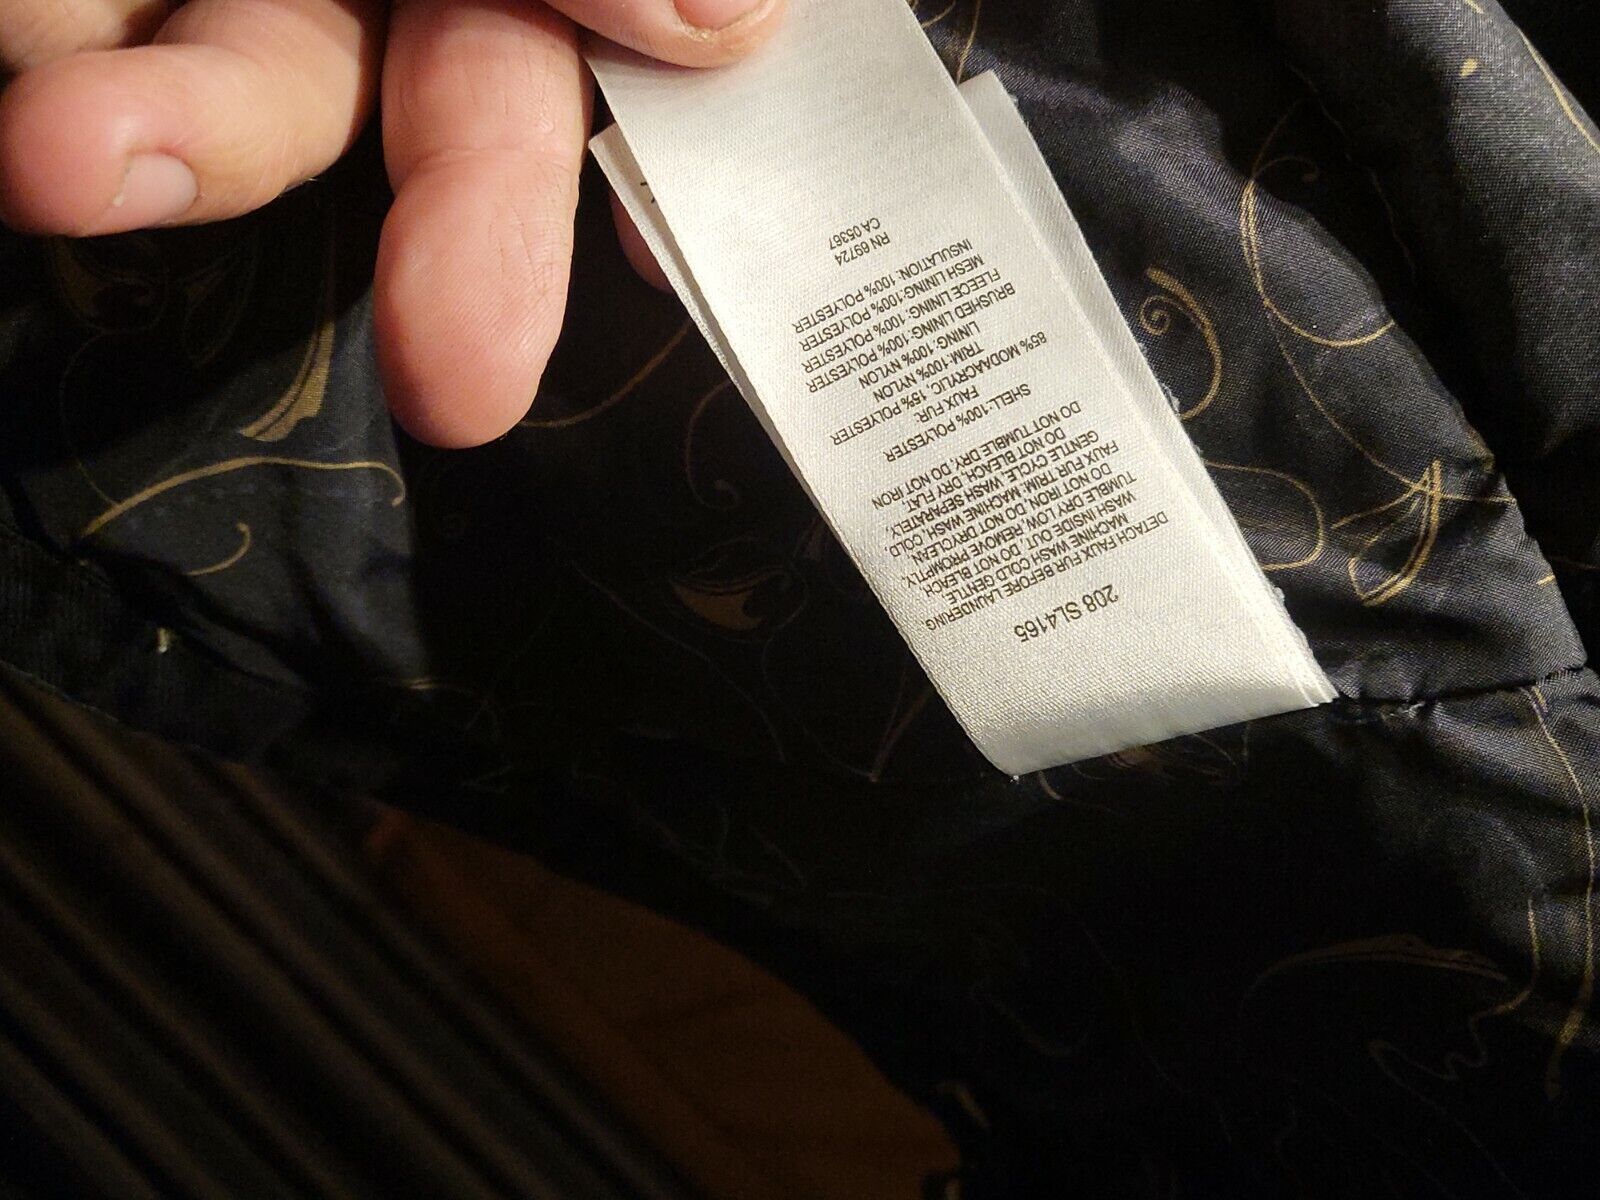 208 SL4165
DETACH FAUX FUR BEFORE LAUNDERING
MACHINE WASH COLD GENTLE.
WASH INSIDE OUT. DO NOT BLEACH
TUMBLE DRY LOW, REMOVE PROMPTLY,
DO NOT IRON. DO NOT DRYCLEAN
FAUX FUR TRIM. MACHINE WASH, COLD,
GENTLE CYCLE. WASH SEPARATELY.
DO NOT BLEACH, DRY FLAT
DO NOT TUMBLE DRY, DO NOT IRON
SHELL:100% POLYESTER
FAUX FUR:
85% MODAACRYLIC, 15% POLYESTER
TRIM:100% NYLON
LINING:100% NYLON
BRUSHED LINING: 100% POLYESTER
FLEECE LINING: 100% POLYESTER
MESH LINING:100% POLYESTER
INSULATION: 100% POLYESTER
RN 69724
CA 05367